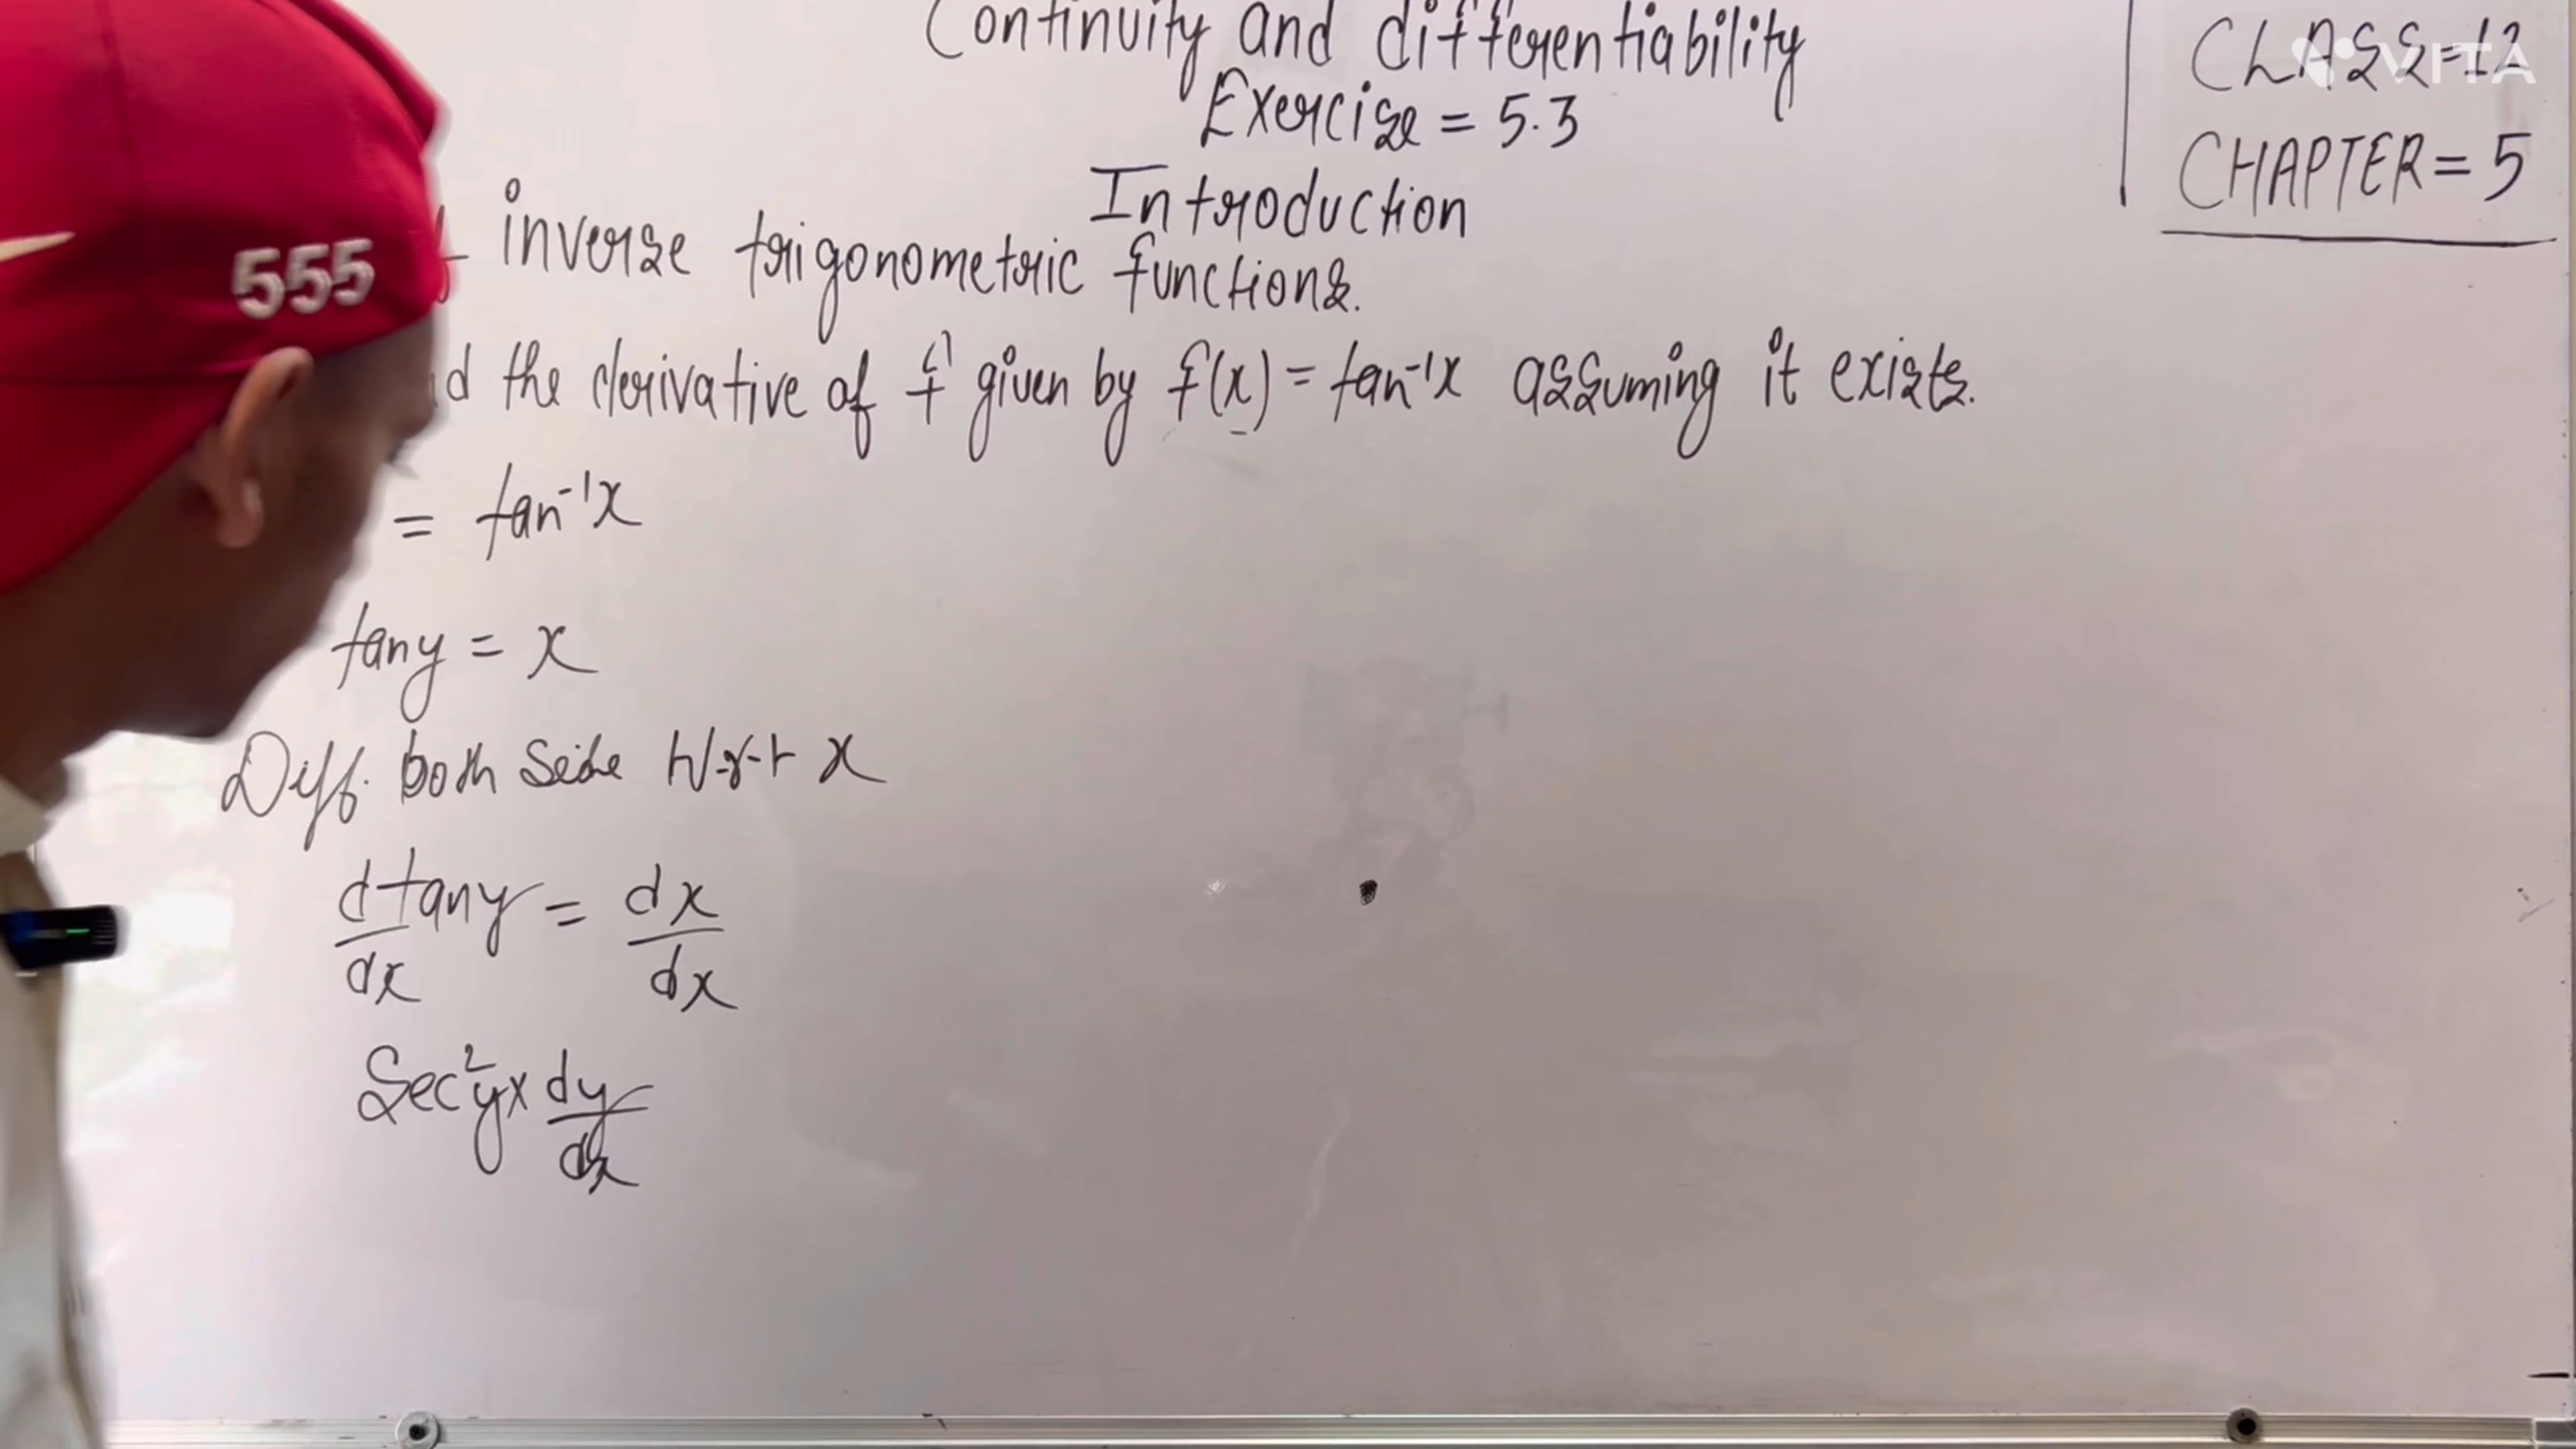 Continuity and differentiability
CLASS=12
VITA
Exercise = 5.3
CHAPTER = 5
Introduction
inverse trigonometric functions.
555
the derivative of f given by f(x) = tan⁻¹x assuming it exists.
= tan⁻¹x
tany = x
Diff. both Side W.r.t x
d tany/dx = dx/dx
Sec²y × dy/dx